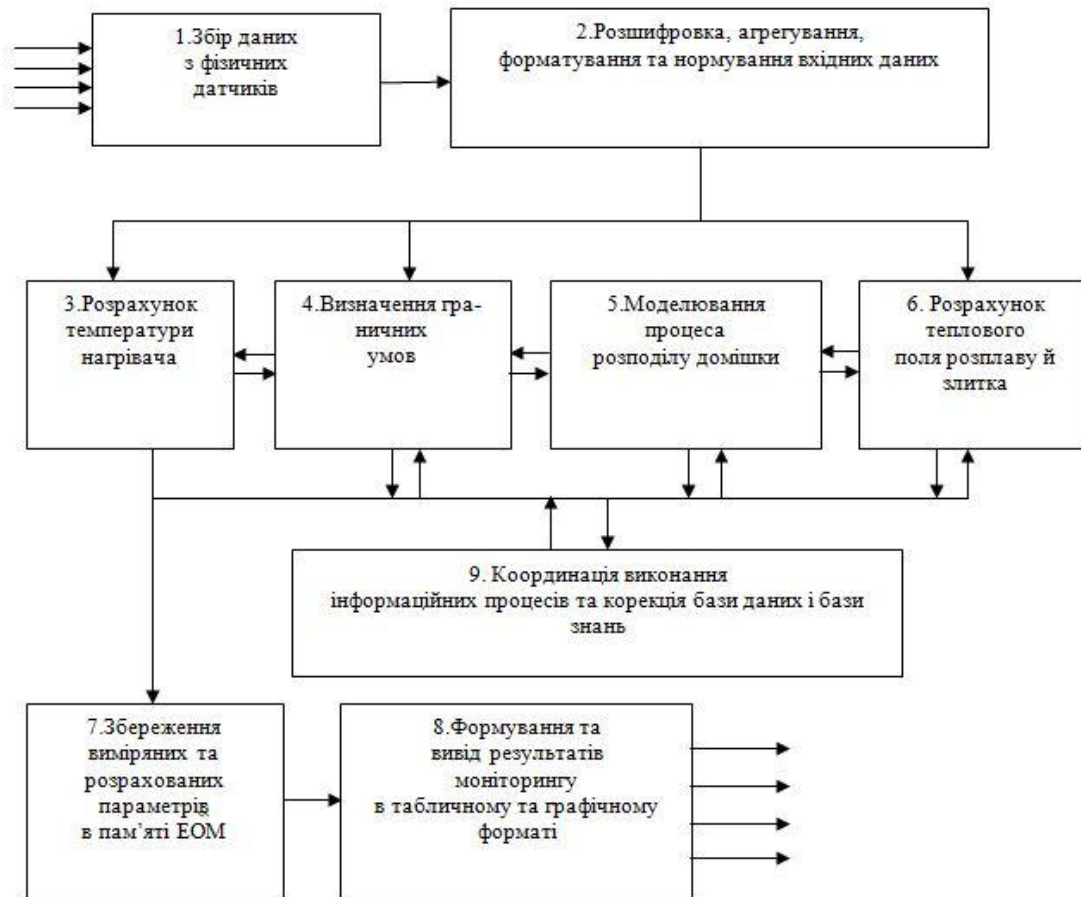 1.Збір даних
з фізичних
датчиків
2.Розшифровка, агрегування,
форматування та нормування вхідних даних
3.Розрахунок
температури
нагрівача
4.Визначення гра-
ничних
умов
5.Моделювання
процеса
розподілу домішки
6. Розрахунок
теплового
поля розплаву й
злитка
9. Координація виконання
інформаційних процесів та корекція бази даних і бази
знань
7.Збереження
виміряних та
розрахованих
параметрів
в пам’яті ЕОМ
8.Формування та
вивід результатів
моніторингу
в табличному та графічному
форматі